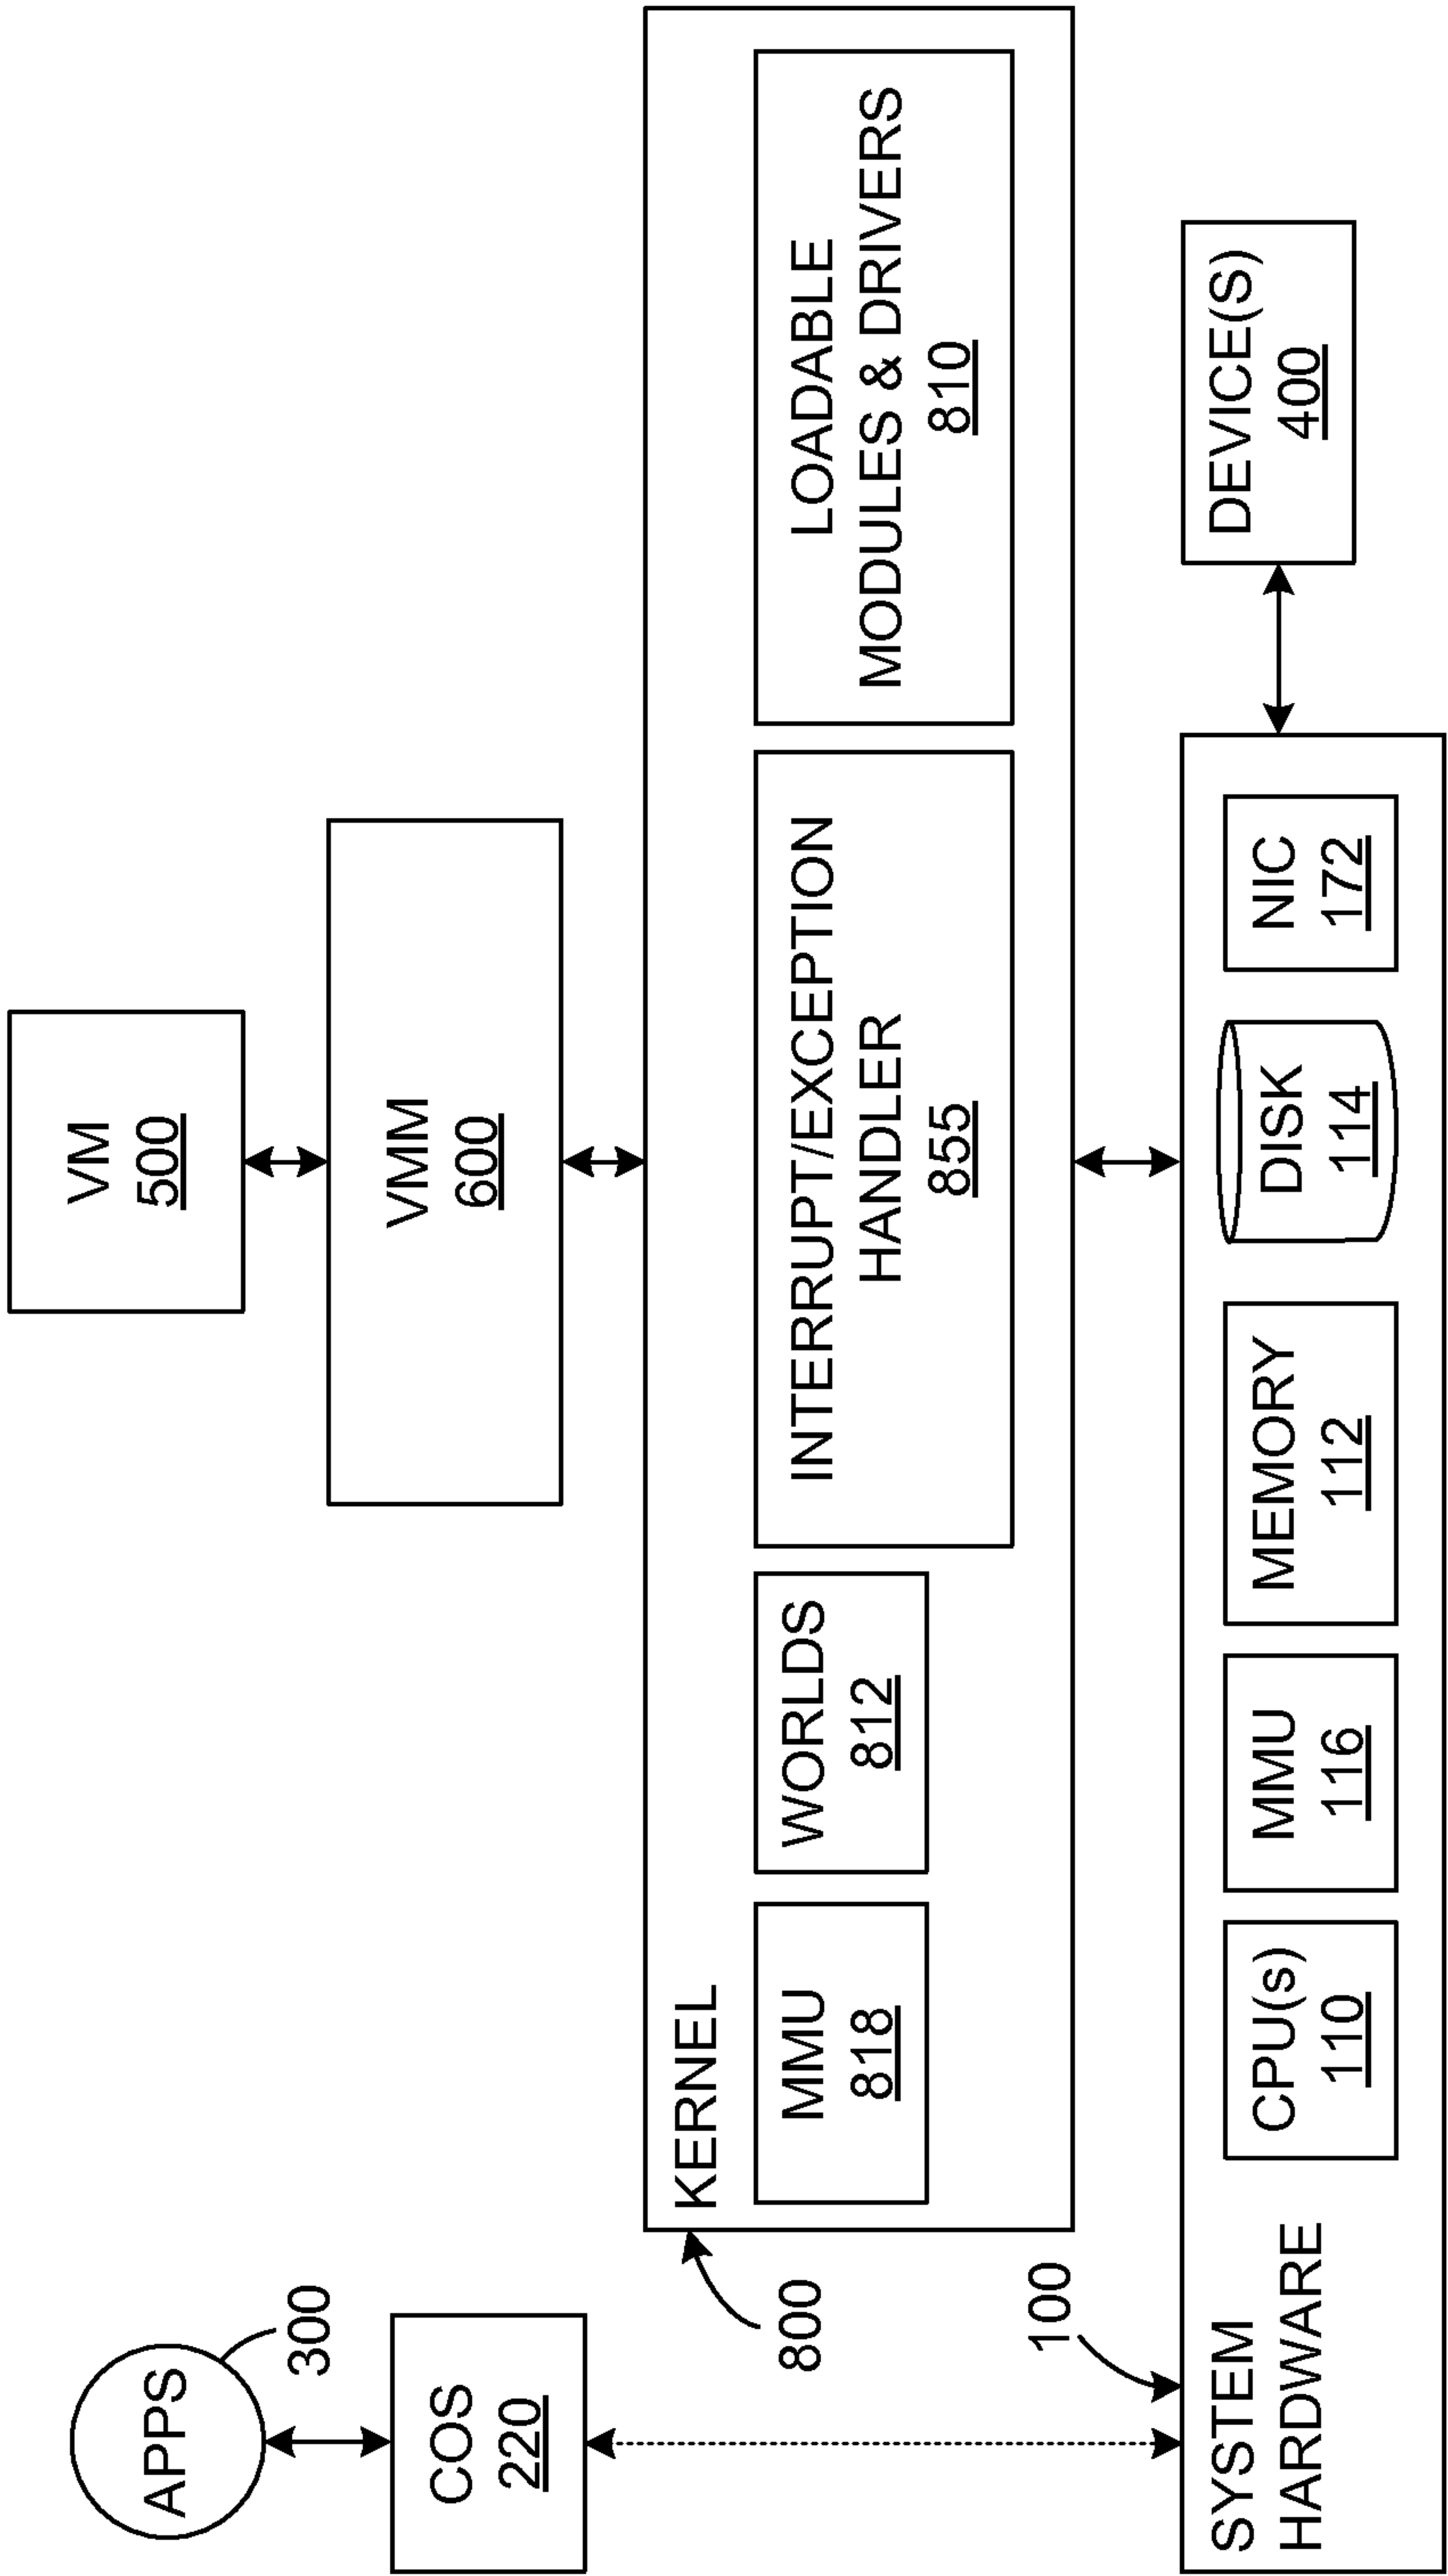 APPS
300
COS
220
VM
500
VMM
600
800
KERNEL
MMU
818
WORLDS
812
INTERRUPT/EXCEPTION
HANDLER
855
LOADABLE
MODULES & DRIVERS
810
100
SYSTEM
HARDWARE
CPU(s)
110
MMU
116
MEMORY
112
DISK
114
NIC
172
DEVICE(S)
400